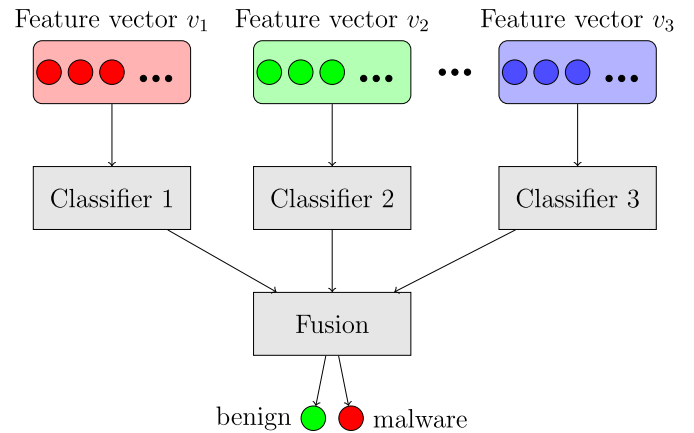 Feature vector v₁
Feature vector v₂
Feature vector v₃
Classifier 1
Classifier 2
Classifier 3
Fusion
benign
malware